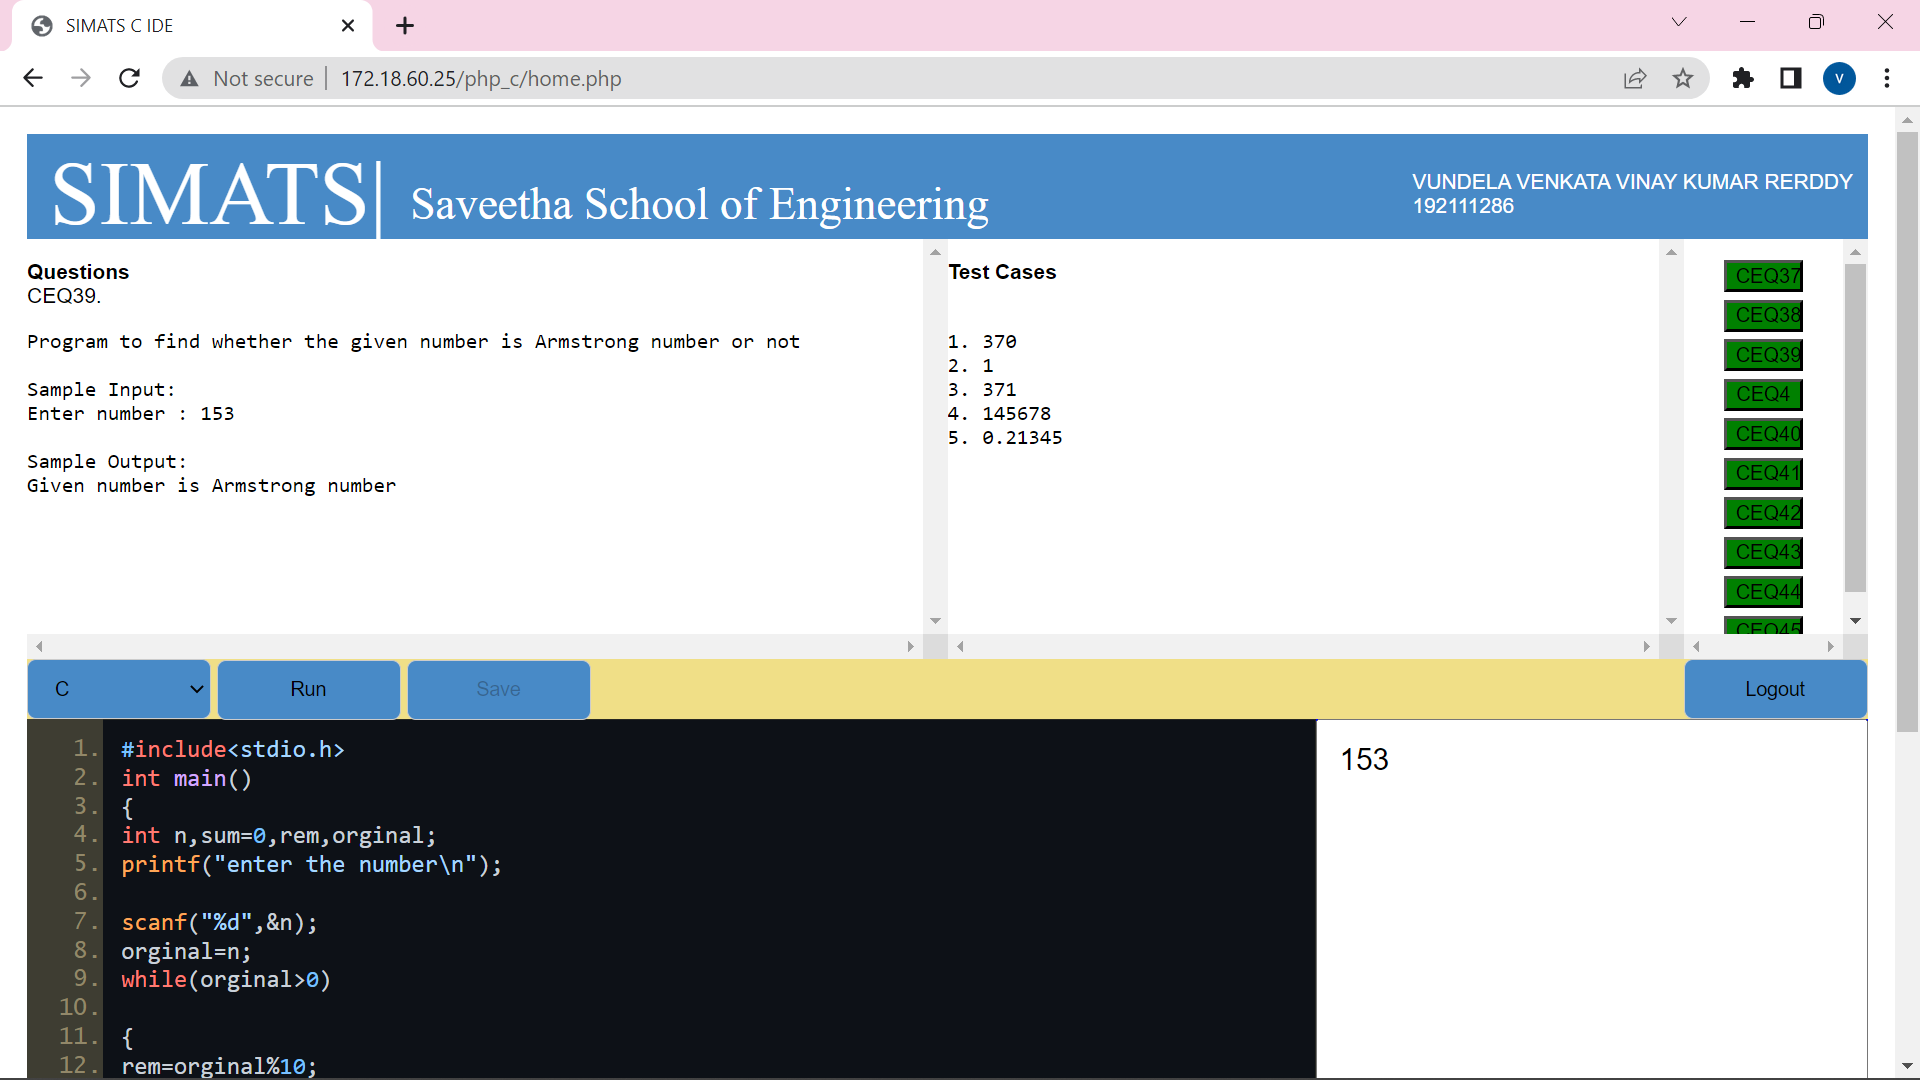 SIMATS C IDE
Not secure
172.18.60.25/php_c/home.php
V
SIMATS|
Saveetha School of Engineering
VUNDELA VENKATA VINAY KUMAR RERDDY
192111286
Questions
CEQ39.
Program to find whether the given number is Armstrong number or not
Sample Input:
Enter number : 153
Sample Output:
Given number is Armstrong number
Test Cases
1. 370
2. 1
3. 371
4. 145678
5. 0.21345
CEQ37
CEQ38
CEQ39
CEQ4
CEQ40
CEQ41
CEQ42
CEQ43
CEQ44
CEQ45
C
Run
Save
Logout
1. #include<stdio.h>
2. int main()
3. {
4. int n,sum=0,rem,orginal;
5. printf("enter the number\n");
6.
7. scanf("%d",&n);
8. orginal=n;
9. while(orginal>0)
10.
11. {
12. rem=orginal%10;
153